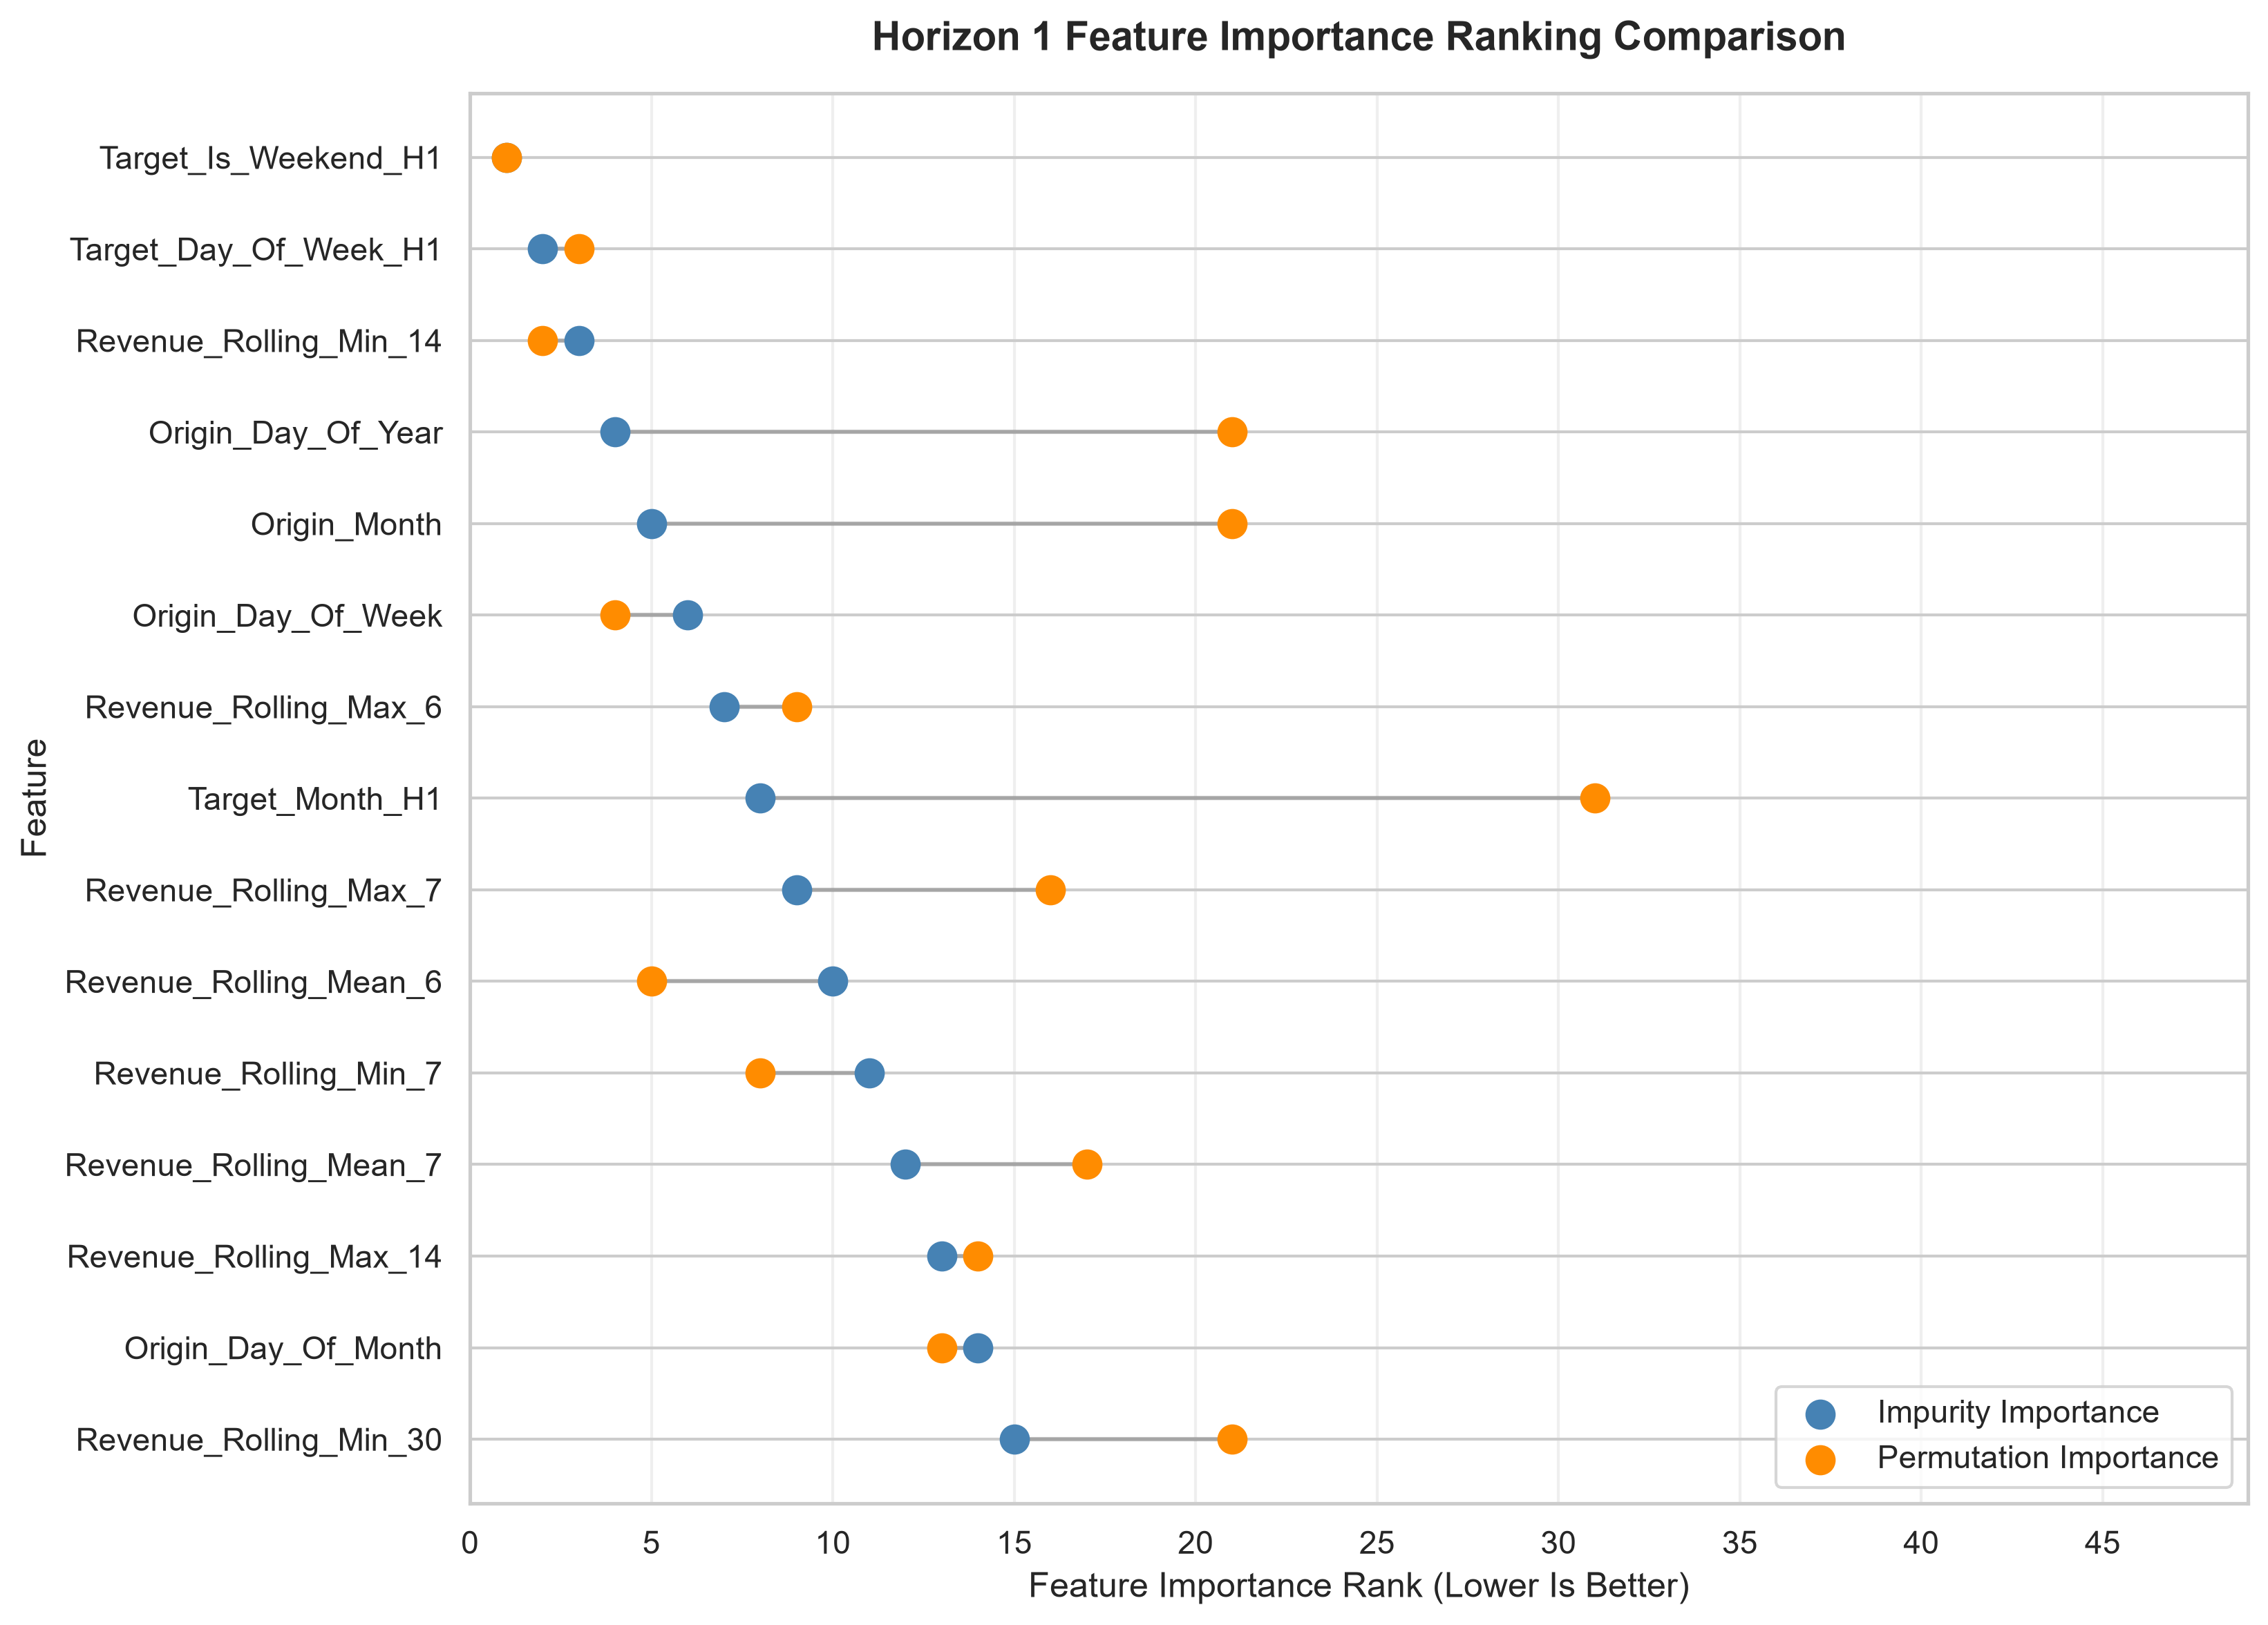 Horizon 1 Feature Importance Ranking Comparison
Feature
Target_Is_Weekend_H1
Target_Day_Of_Week_H1
Revenue_Rolling_Min_14
Origin_Day_Of_Year
Origin_Month
Origin_Day_Of_Week
Revenue_Rolling_Max_6
Target_Month_H1
Revenue_Rolling_Max_7
Revenue_Rolling_Mean_6
Revenue_Rolling_Min_7
Revenue_Rolling_Mean_7
Revenue_Rolling_Max_14
Origin_Day_Of_Month
Revenue_Rolling_Min_30
Impurity Importance
Permutation Importance
0 5 10 15 20 25 30 35 40 45
Feature Importance Rank (Lower Is Better)